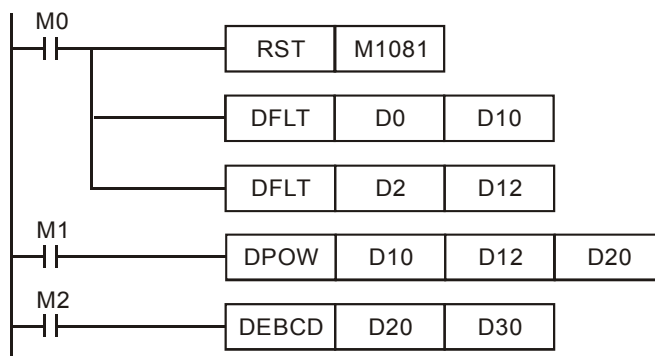 M0
RST M1081
DFLT D0 D10
DFLT D2 D12
M1
DPOW D10 D12 D20
M2
DEBCD D20 D30